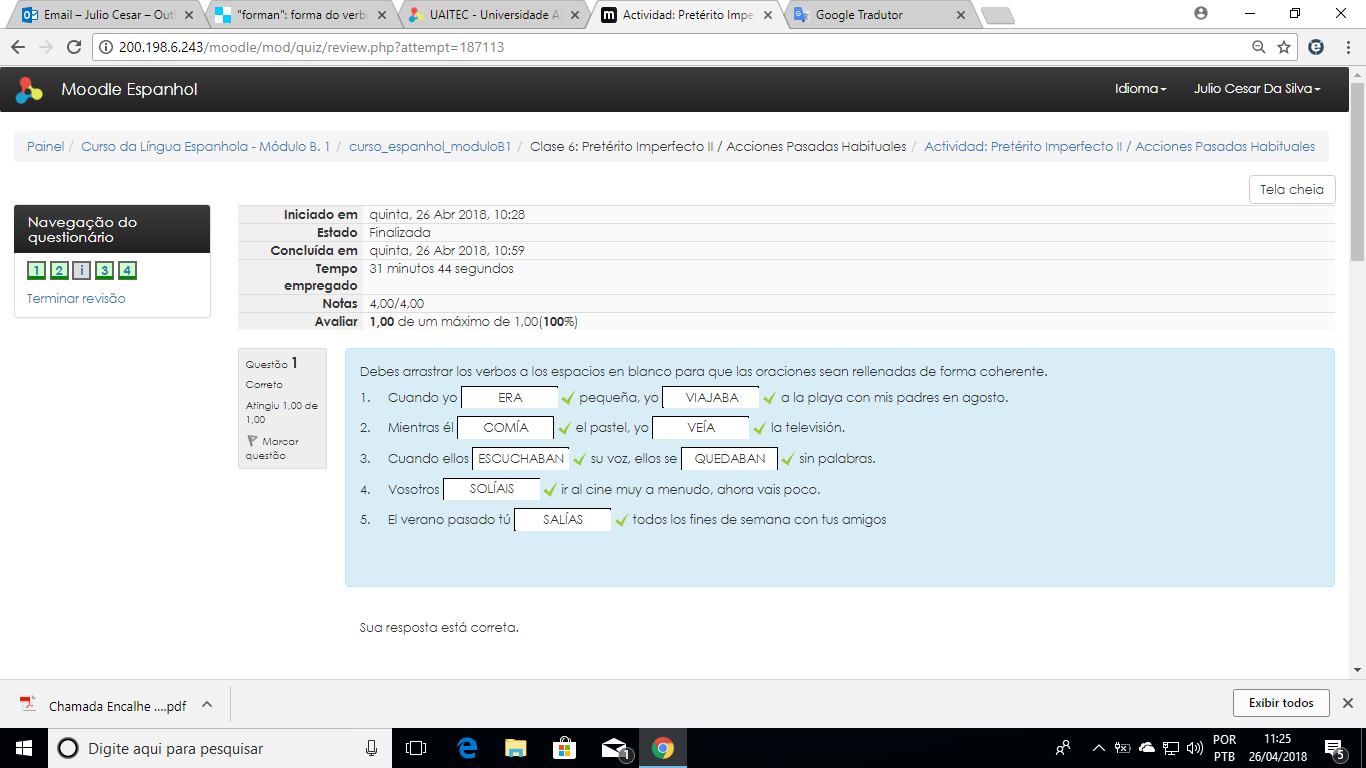 Email – Julio Cesar – Outl
"forman": forma do verbo
UAITEC - Universidade A
Actividad: Pretérito Impe
Google Tradutor
200.198.6.243/moodle/mod/quiz/review.php?attempt=187113
Moodle Espanhol
Idioma
Julio Cesar Da Silva
Painel / Curso da Língua Espanhola - Módulo B. 1 / curso_espanhol_moduloB1 / Clase 6: Pretérito Imperfecto II / Acciones Pasadas Habituales / Actividad: Pretérito Imperfecto II / Acciones Pasadas Habituales
Tela cheia
Navegação do
questionário
1 2 i 3 4
Terminar revisão
Iniciado em quinta, 26 Abr 2018, 10:28
Estado Finalizada
Concluída em quinta, 26 Abr 2018, 10:59
Tempo 31 minutos 44 segundos
empregado
Notas 4,00/4,00
Avaliar 1,00 de um máximo de 1,00(100%)
Questão 1
Correto
Atingiu 1,00 de
1,00
Marcar
questão
Debes arrastrar los verbos a los espacios en blanco para que las oraciones sean rellenadas de forma coherente.
1. Cuando yo ERA pequeña, yo VIAJABA a la playa con mis padres en agosto.
2. Mientras él COMÍA el pastel, yo VEÍA la televisión.
3. Cuando ellos ESCUCHABAN su voz, ellos se QUEDABAN sin palabras.
4. Vosotros SOLÍAIS ir al cine muy a menudo, ahora vais poco.
5. El verano pasado tú SALÍAS todos los fines de semana con tus amigos
Sua resposta está correta.
Chamada Encalhe ....pdf
Exibir todos
Digite aqui para pesquisar
1
POR
PTB
11:25
26/04/2018
5